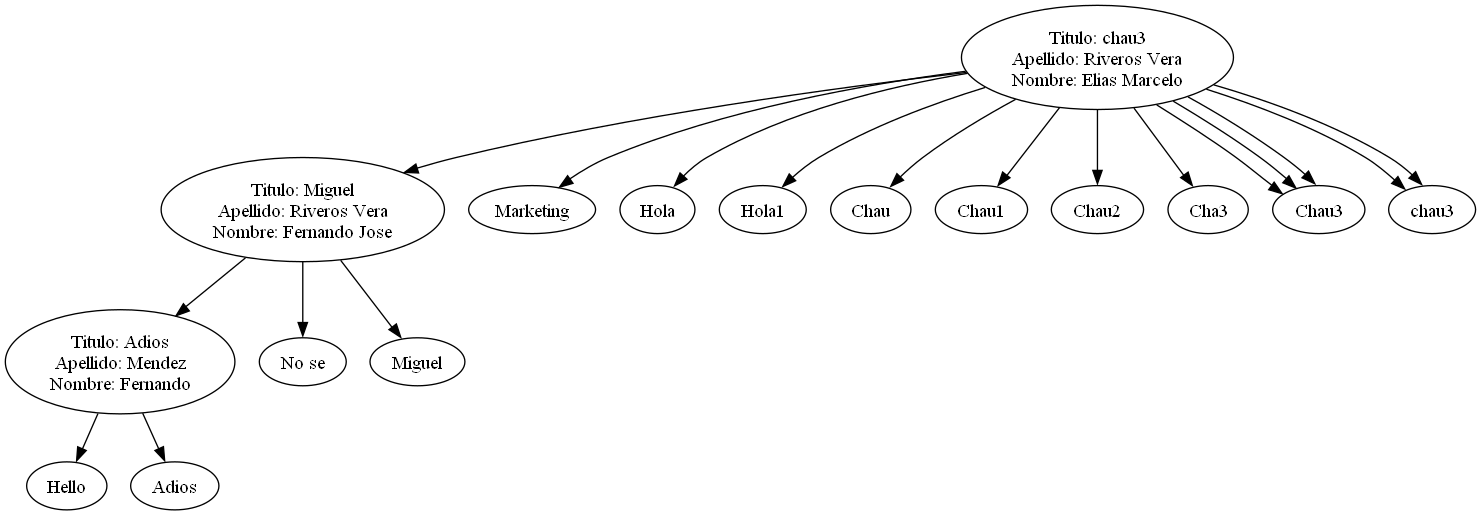 Titulo: chau3
Apellido: Riveros Vera
Nombre: Elias Marcelo
Titulo: Miguel
Apellido: Riveros Vera
Nombre: Fernando Jose
Marketing
Hola
Hola1
Chau
Chau1
Chau2
Cha3
Chau3
chau3
Titulo: Adios
Apellido: Mendez
Nombre: Fernando
No se
Miguel
Hello
Adios